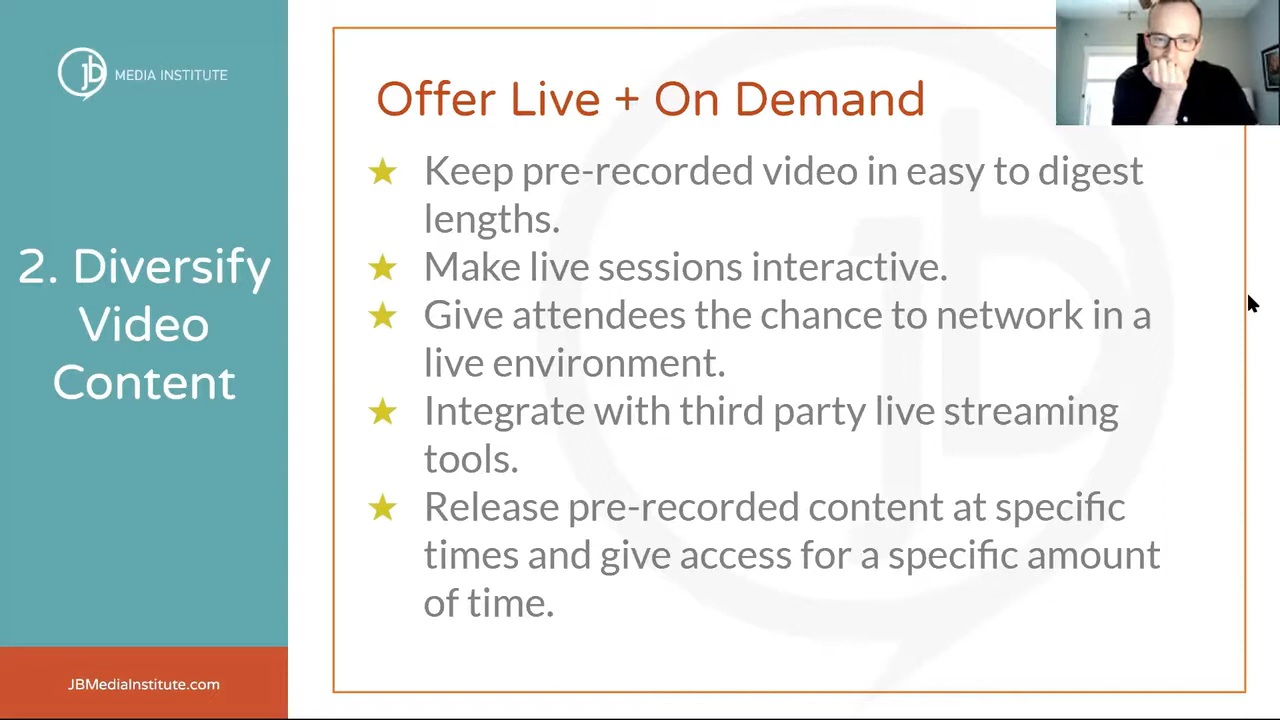 jb MEDIA INSTITUTE
2. Diversify
Video
Content
JBMediaInstitute.com
Offer Live + On Demand
Keep pre-recorded video in easy to digest
lengths.
Make live sessions interactive.
Give attendees the chance to network in a
live environment.
Integrate with third party live streaming
tools.
Release pre-recorded content at specific
times and give access for a specific amount
of time.